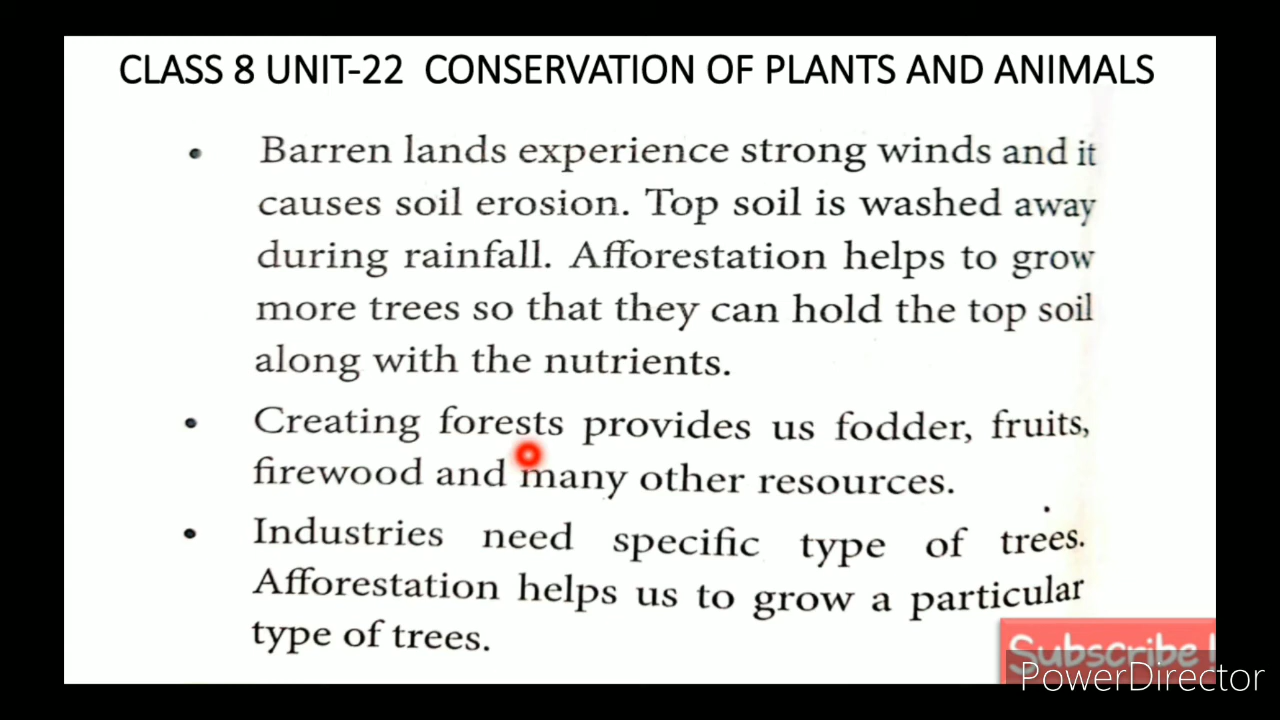 CLASS 8 UNIT-22 CONSERVATION OF PLANTS AND ANIMALS
• Barren lands experience strong winds and it
causes soil erosion. Top soil is washed away
during rainfall. Afforestation helps to grow
more trees so that they can hold the top soil
along with the nutrients.
• Creating forests provides us fodder, fruits,
firewood and many other resources.
• Industries need specific type of trees.
Afforestation helps us to grow a particular
type of trees.
Subscribe !
PowerDirector